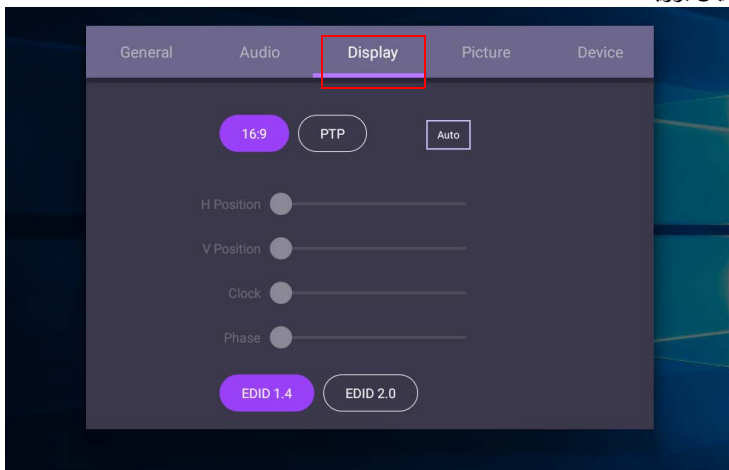 General Audio Display Picture Device
16:9 PTP Auto
H Position
V Position
Clock
Phase
EDID 1.4 EDID 2.0